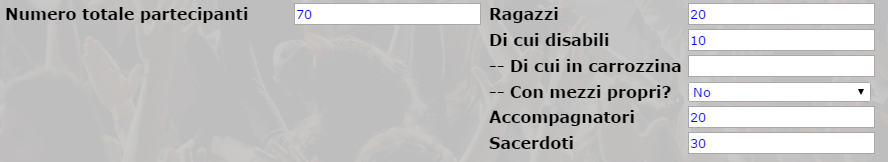 Numero totale partecipanti 70 Ragazzi 20
Di cui disabili 10
-- Di cui in carrozzina
-- Con mezzi propri? No
Accompagnatori 20
Sacerdoti 30